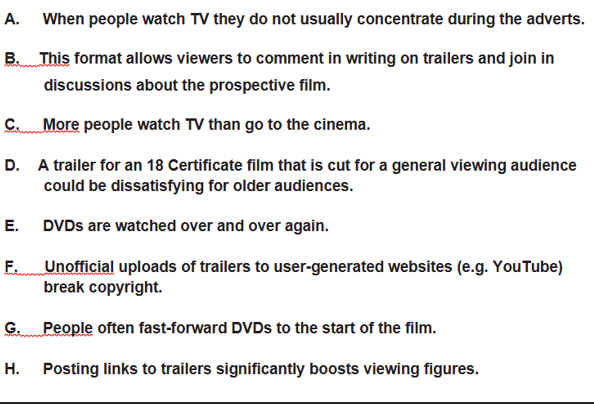 A. When people watch TV they do not usually concentrate during the adverts.
B. This format allows viewers to comment in writing on trailers and join in
discussions about the prospective film.
C. More people watch TV than go to the cinema.
D. A trailer for an 18 Certificate film that is cut for a general viewing audience
could be dissatisfying for older audiences.
E. DVDs are watched over and over again.
F. Unofficial uploads of trailers to user-generated websites (e.g. YouTube)
break copyright.
G. People often fast-forward DVDs to the start of the film.
H. Posting links to trailers significantly boosts viewing figures.